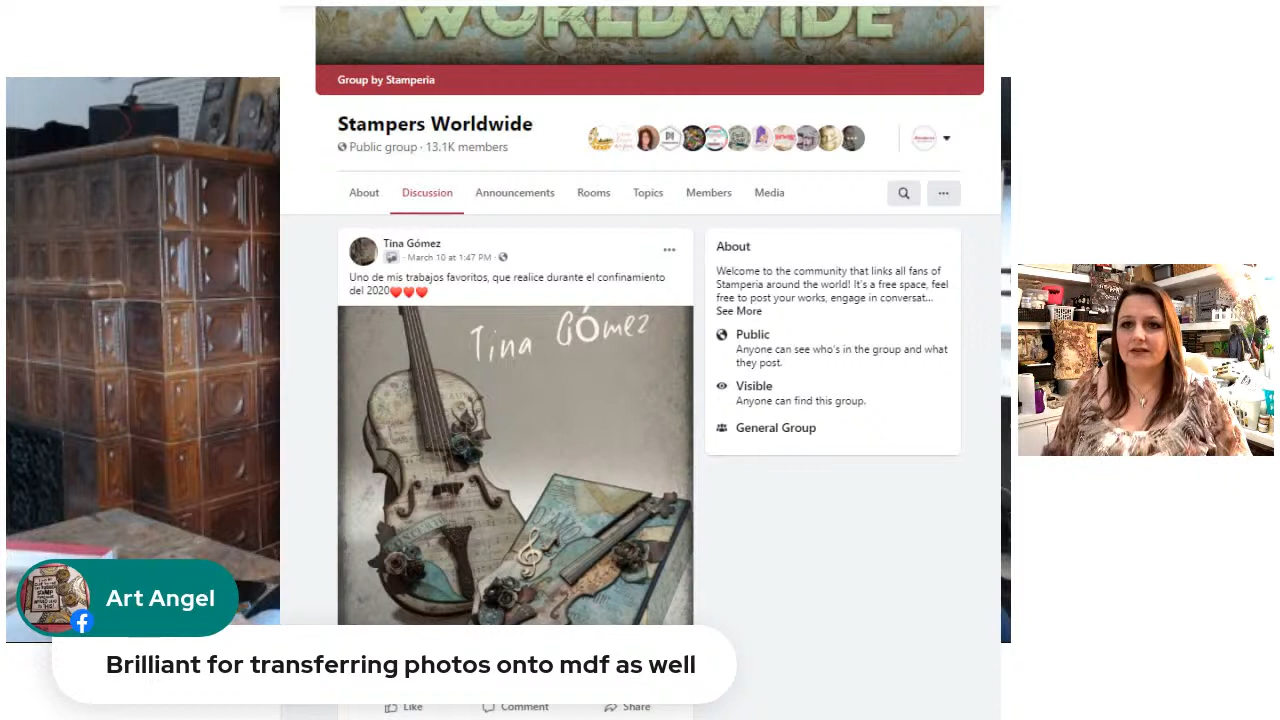 WORLDWIDE
Group by Stamperia
Stampers Worldwide
Public group · 13.1K members
About
Discussion
Announcements
Rooms
Topics
Members
Media
Tina Gómez
March 10 at 1:47 PM ·
Uno de mis trabajos favoritos, que realice durante el confinamiento
del 2020❤❤❤
Tina Gómez
About
Welcome to the community that links all fans of
Stamperia around the world! It's a free space, feel
free to post your works, engage in conversat...
See More
Public
Anyone can see who's in the group and what
they post.
Visible
Anyone can find this group.
General Group
Art Angel
Brilliant for transferring photos onto mdf as well
Like
Comment
Share